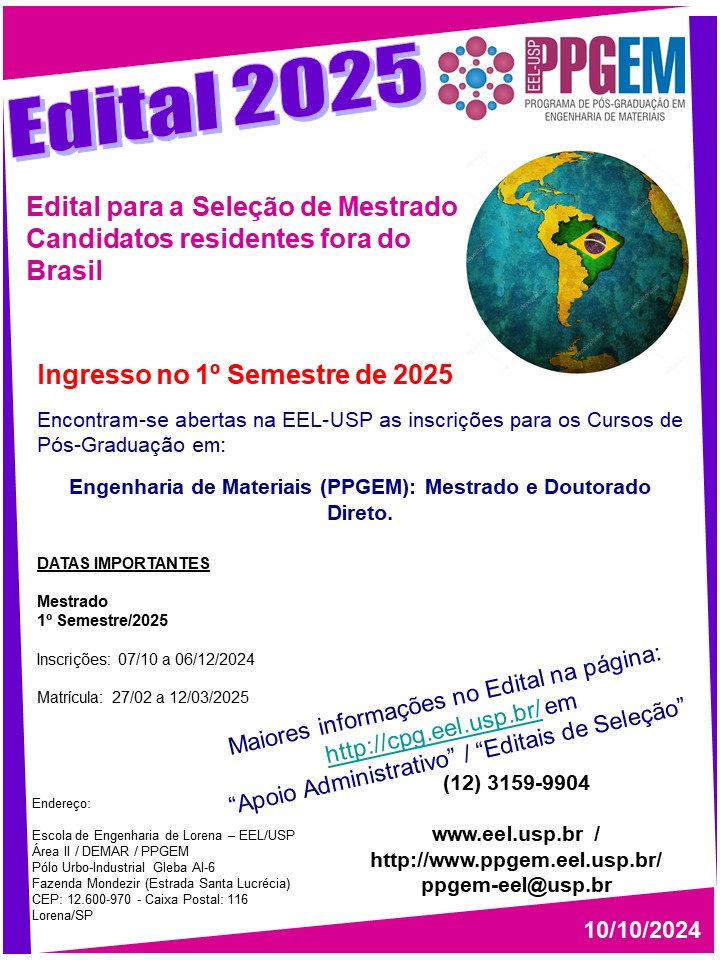 Edital 2025
EEL-USP
PPGEM
PROGRAMA DE PÓS-GRADUAÇÃO EM
ENGENHARIA DE MATERIAIS
Edital para a Seleção de Mestrado
Candidatos residentes fora do
Brasil
Ingresso no 1º Semestre de 2025
Encontram-se abertas na EEL-USP as inscrições para os Cursos de
Pós-Graduação em:
Engenharia de Materiais (PPGEM): Mestrado e Doutorado
Direto.
DATAS IMPORTANTES
Mestrado
1º Semestre/2025
Inscrições: 07/10 a 06/12/2024
Matrícula: 27/02 a 12/03/2025
Maiores informações no Edital na página:
http://cpg.eel.usp.br/ em
“Apoio Administrativo” / “Editais de Seleção”
(12) 3159-9904
www.eel.usp.br /
http://www.ppgem.eel.usp.br/
ppgem-eel@usp.br
Endereço:
Escola de Engenharia de Lorena – EEL/USP
Área II / DEMAR / PPGEM
Pólo Urbo-Industrial Gleba AI-6
Fazenda Mondezir (Estrada Santa Lucrécia)
CEP: 12.600-970 - Caixa Postal: 116
Lorena/SP
10/10/2024